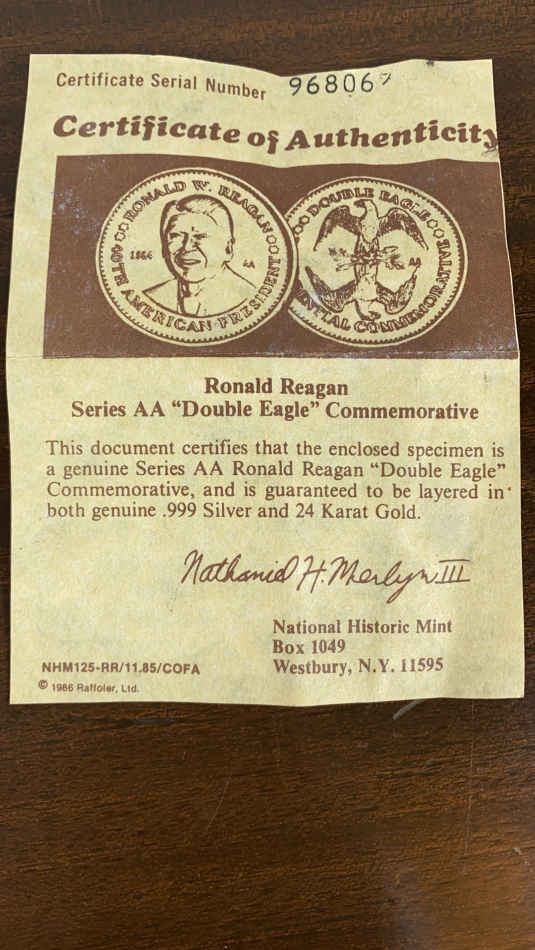 Certificate Serial Number 968067
Certificate of Authenticity
RONALD W. REAGAN
40TH AMERICAN PRESIDENT
AA
DOUBLE EAGLE
COMMEMORATIVE
AA
Ronald Reagan
Series AA “Double Eagle” Commemorative
This document certifies that the enclosed specimen is
a genuine Series AA Ronald Reagan “Double Eagle”
Commemorative, and is guaranteed to be layered in
both genuine .999 Silver and 24 Karat Gold.
Nathaniel H. Merlyn III
National Historic Mint
Box 1049
Westbury, N.Y. 11595
NHM125-RR/11.85/COFA
© 1986 Raffoler, Ltd.